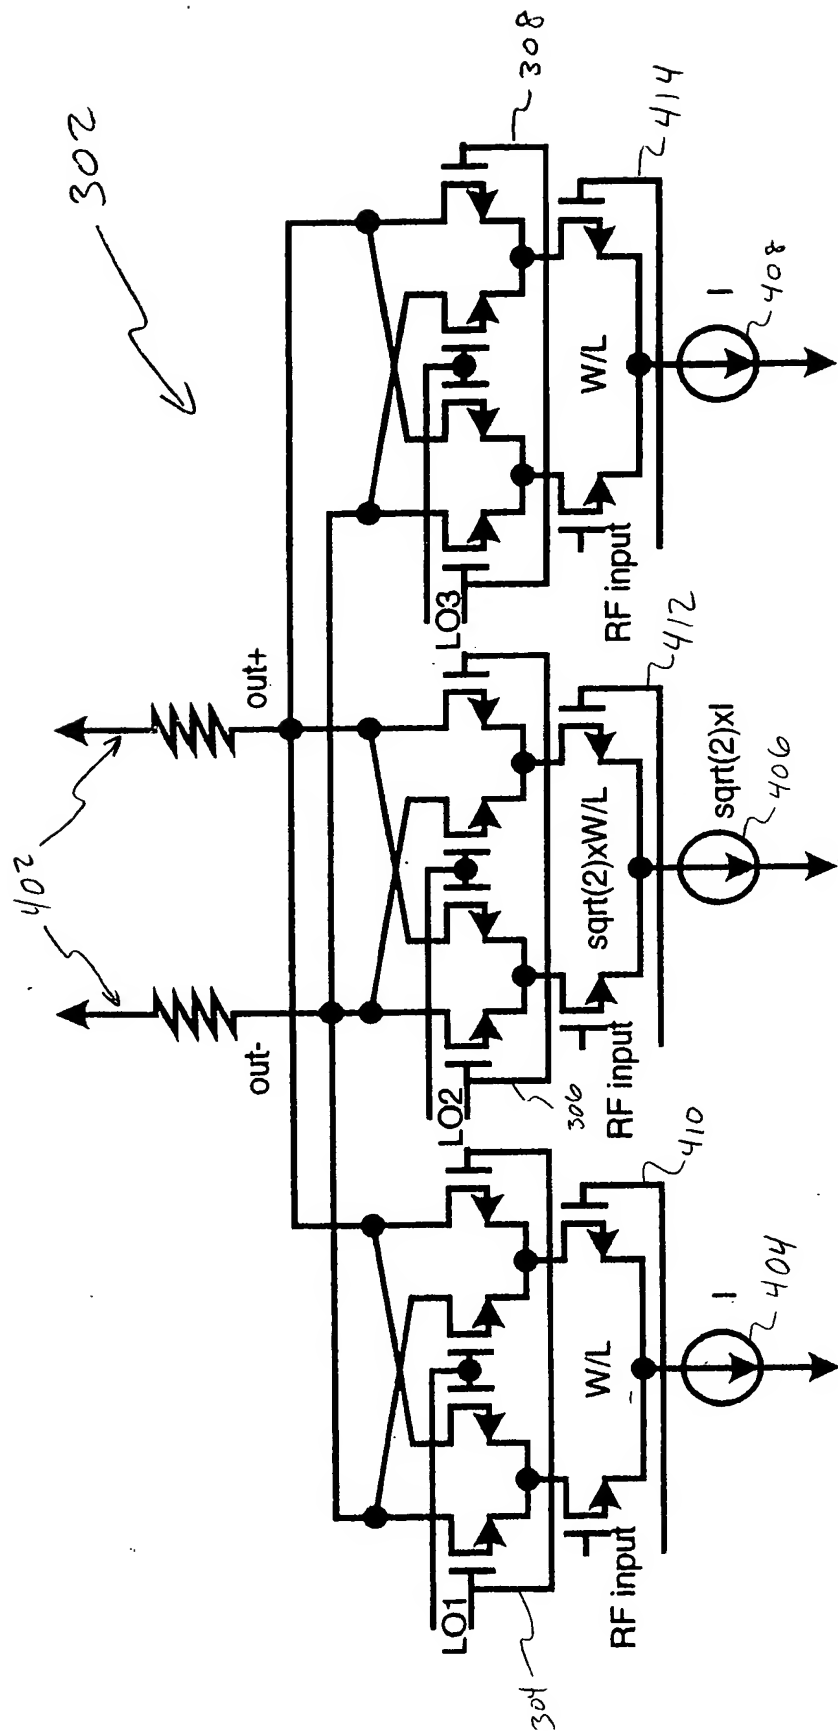 302
402
out-
out+
LO1
LO2
LO3
304
306
308
RF input
W/L
410
RF input
sqrt(2)xW/L
412
RF input
W/L
414
I
404
sqrt(2)xI
406
I
408